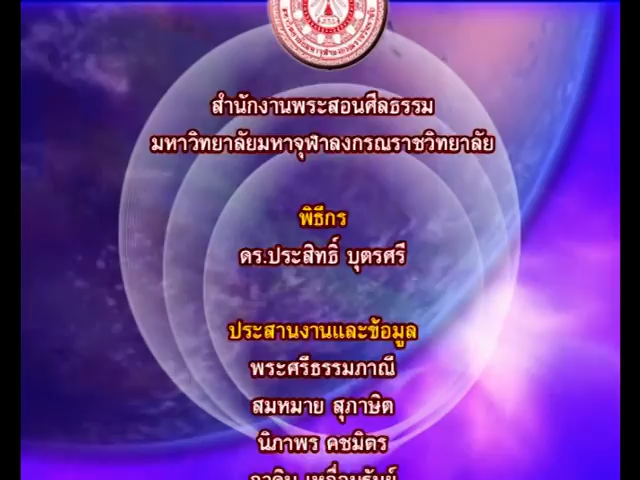 สำนักงานพระสอนศีลธรรม
มหาวิทยาลัยมหาจุฬาลงกรณราชวิทยาลัย
พิธีกร
ดร.ประสิทธิ์ บุตรศรี
ประสานงานและข้อมูล
พระศรีธรรมภาณี
สมหมาย สุภาษิต
นิภาพร คชมิตร